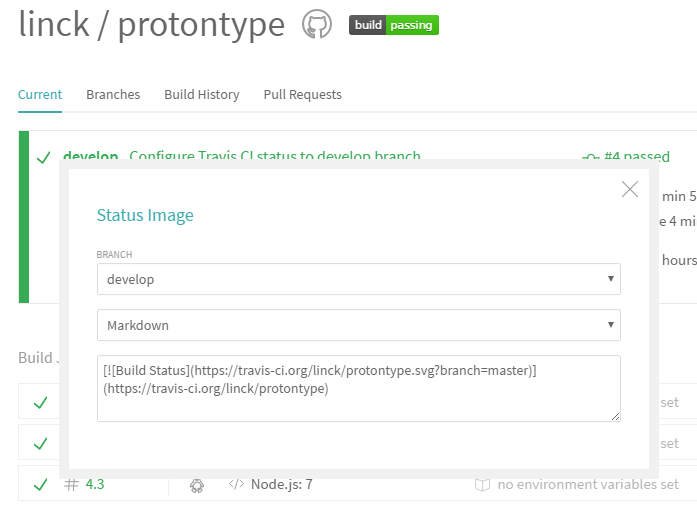 linck / protontype
build passing
Current Branches Build History Pull Requests
develop Configure Travis CI status to develop branch
#4 passed
min 5
e 4 mi
hours
Status Image
BRANCH
develop
Markdown
[![Build Status](https://travis-ci.org/linck/protontype.svg?branch=master)]
(https://travis-ci.org/linck/protontype)
Build J
set
set
# 4.3 </> Node.js: 7 no environment variables set